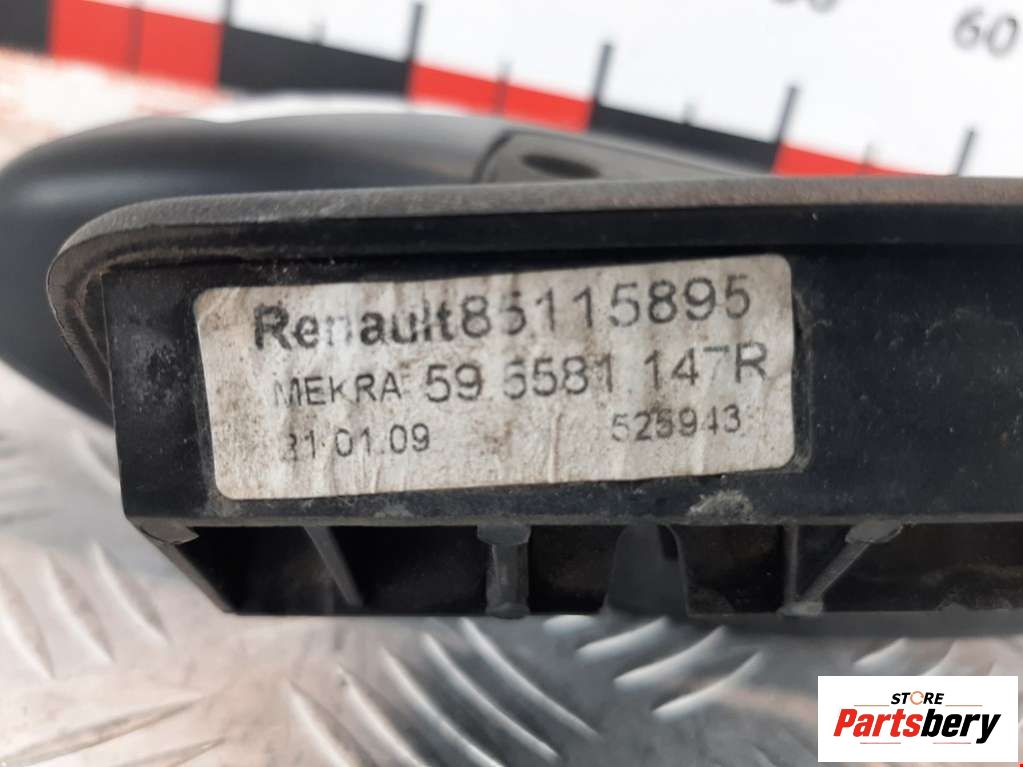 60
Renault85115895
MEKRA 59.5581.147R
31.01.09 525943
STORE
Partsbery